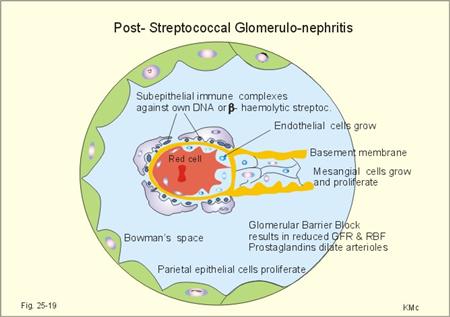 Post- Streptococcal Glomerulo-nephritis
Subepithelial immune complexes
against own DNA or β- haemolytic streptoc.
Endothelial cells grow
Red cell
Basement membrane
Mesangial cells grow
and proliferate
Glomerular Barrier Block
results in reduced GFR & RBF
Prostaglandins dilate arterioles
Bowman's space
Parietal epithelial cells proliferate
Fig. 25-19
KMc